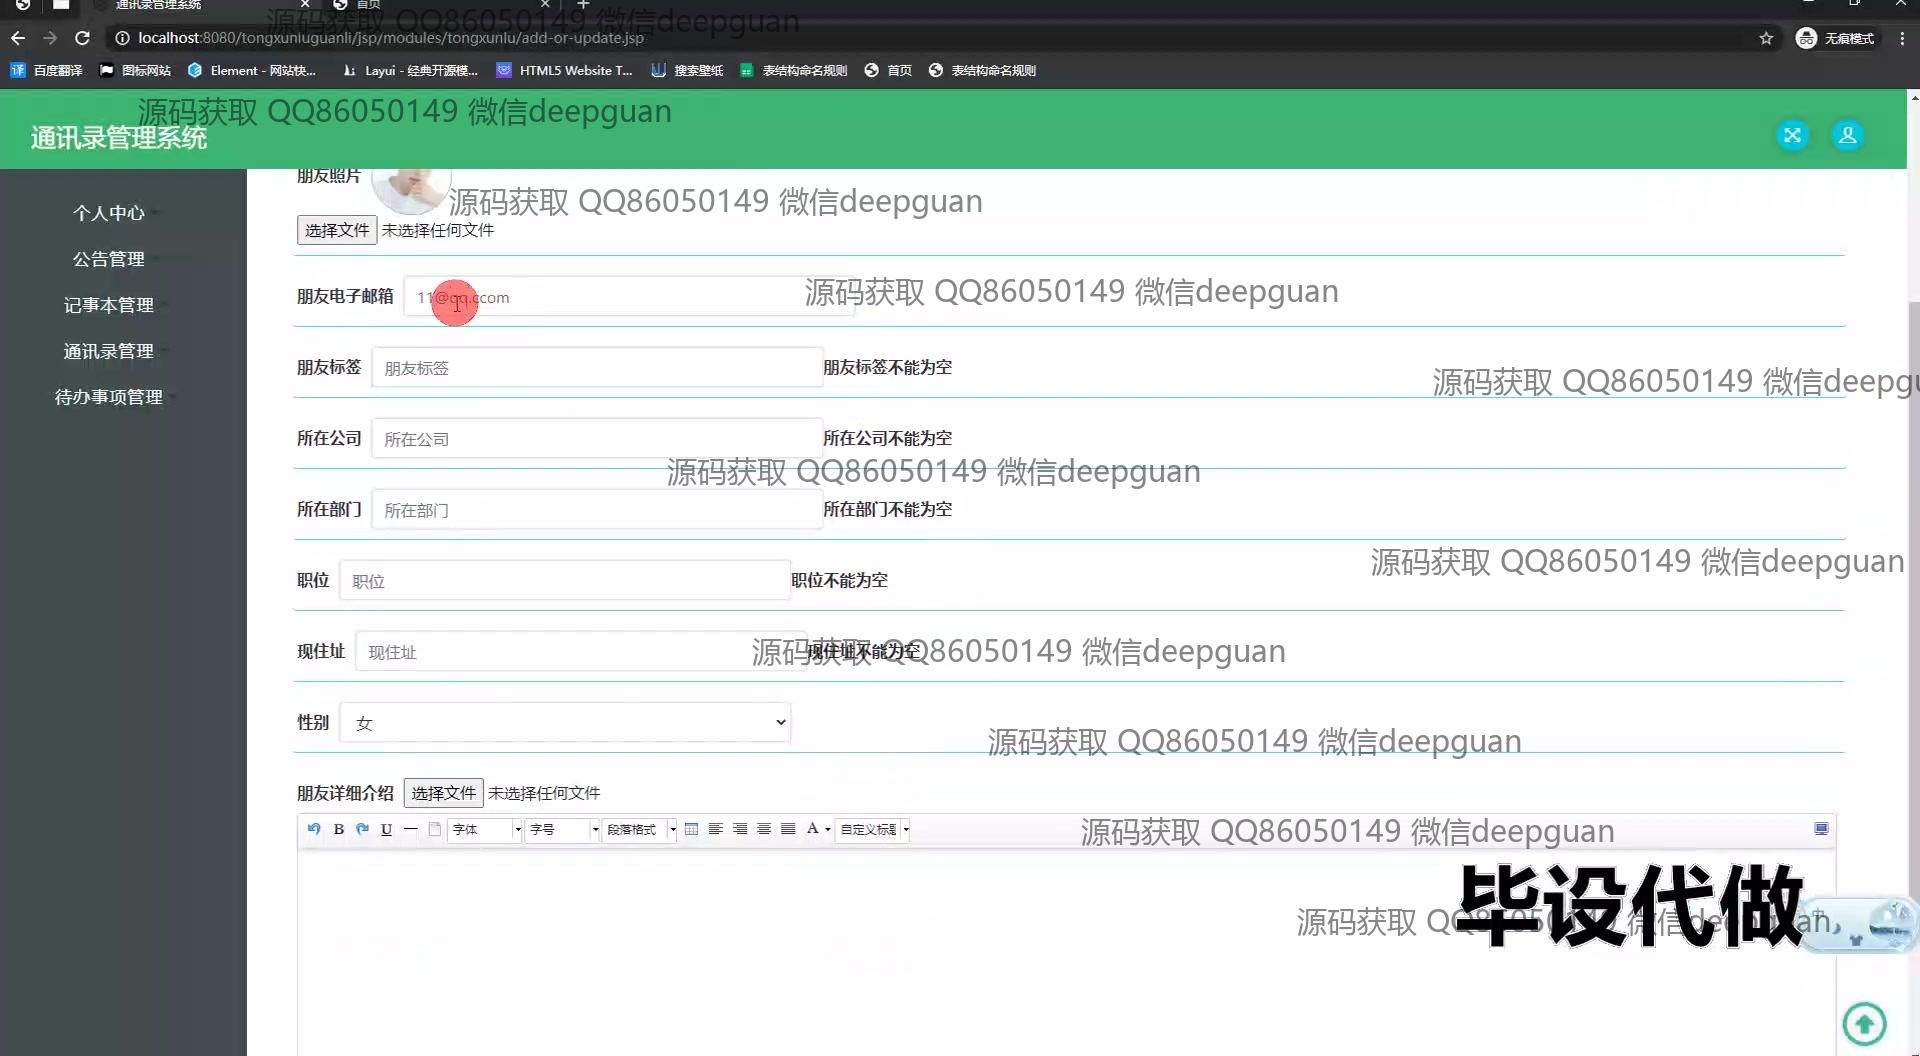 通讯录管理系统
首页
localhost:8080/tongxunluguanli/jsp/modules/tongxunlu/add-or-update.jsp
无痕模式
源码获取 QQ86050149 微信deepguan
百度翻译
图标网站
Element - 网站快...
Layui - 经典开源模...
HTML5 Website T...
搜索壁纸
表结构命名规则
首页
表结构命名规则
源码获取 QQ86050149 微信deepguan
通讯录管理系统
个人中心
公告管理
记事本管理
通讯录管理
待办事项管理
朋友照片
源码获取 QQ86050149 微信deepguan
选择文件 未选择任何文件
朋友电子邮箱 11@qq.ccom
源码获取 QQ86050149 微信deepguan
朋友标签 朋友标签 朋友标签不能为空
源码获取 QQ86050149 微信deepgu
所在公司 所在公司 所在公司不能为空
源码获取 QQ86050149 微信deepguan
所在部门 所在部门 所在部门不能为空
源码获取 QQ86050149 微信deepguan
职位 职位 职位不能为空
现住址 现住址 现住址不能为空
源码获取 QQ86050149 微信deepguan
性别 女
源码获取 QQ86050149 微信deepguan
朋友详细介绍 选择文件 未选择任何文件
B U 字体 字号 段落格式 A 自定义标题
源码获取 QQ86050149 微信deepguan
毕设代做
源码获取 QQ86050149 微信deepguan